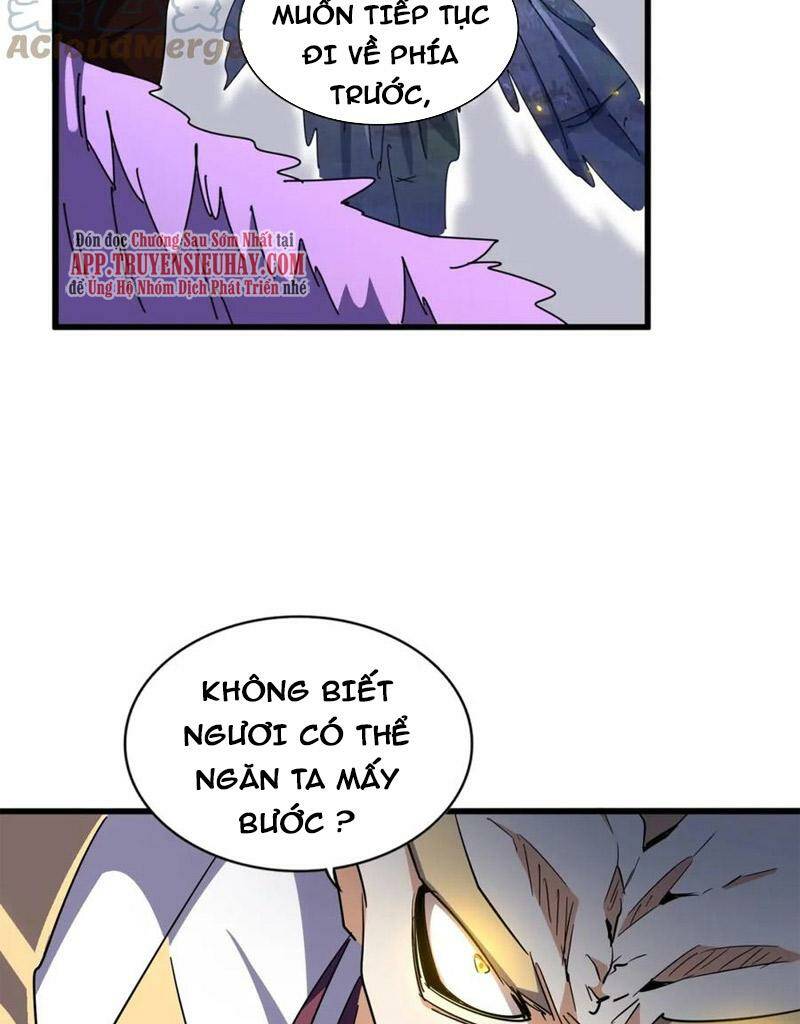 ACloudMerge
MUỐN TIẾP TỤC
ĐI VỀ PHÍA
TRƯỚC,
Đón đọc Chương Sau Sớm Nhất tại
APP.TRUYENSIEUHAY.COM
để Ủng Hộ Nhóm Dịch Phát Triển nhé
KHÔNG BIẾT
NGƯƠI CÓ THỂ
NGĂN TA MẤY
BƯỚC ?